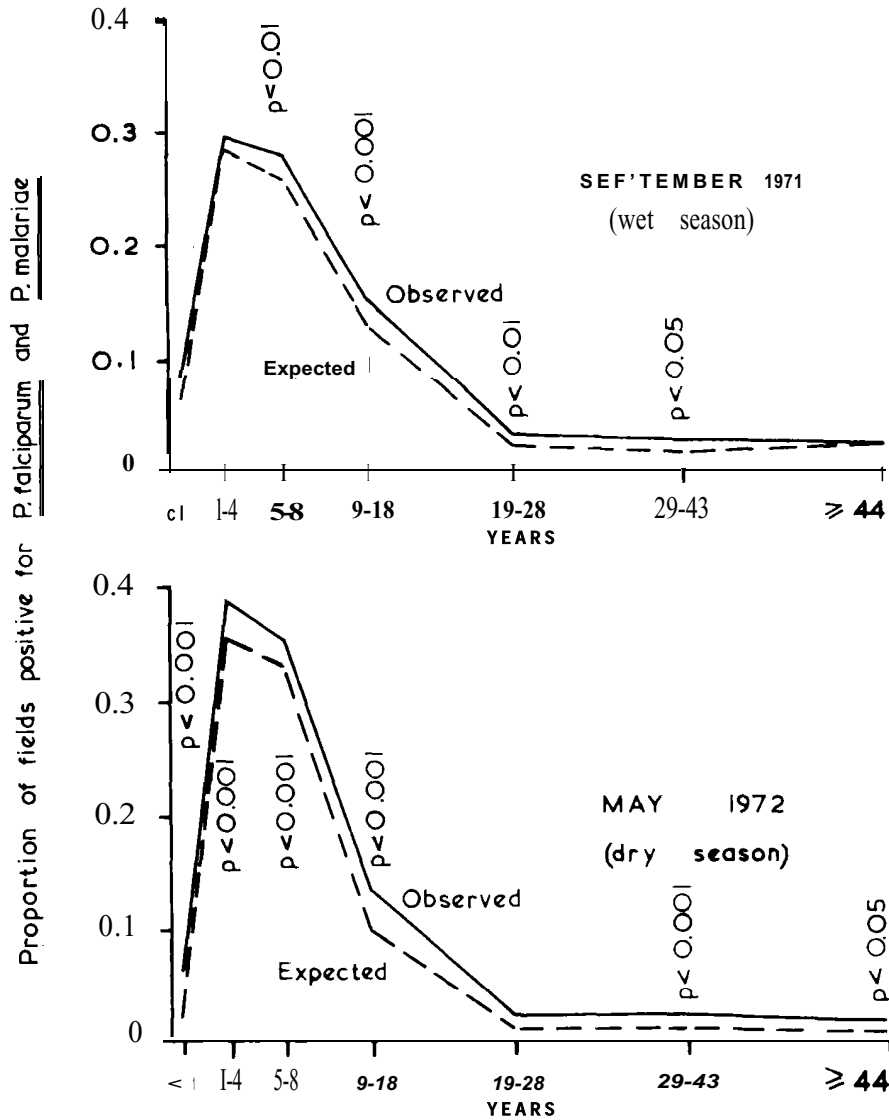 Proportion of fields positive for P. falciparum and P. malariae
0.4
0.3
0.2
0.1
0
p < 0.01
p < 0.001
SEF'TEMBER 1971
(wet season)
Observed
Expected
p < 0.01
p < 0.05
cl 1-4 5-8 9-18 19-28 29-43 ⩾ 44
YEARS
0.4
0.3
0.2
0.1
0
p < 0.001
p < 0.001
p < 0.001
p < 0.001
MAY 1972
(dry season)
Observed
Expected
p < 0.001
p < 0.05
< 1 1-4 5-8 9-18 19-28 29-43 ⩾ 44
YEARS